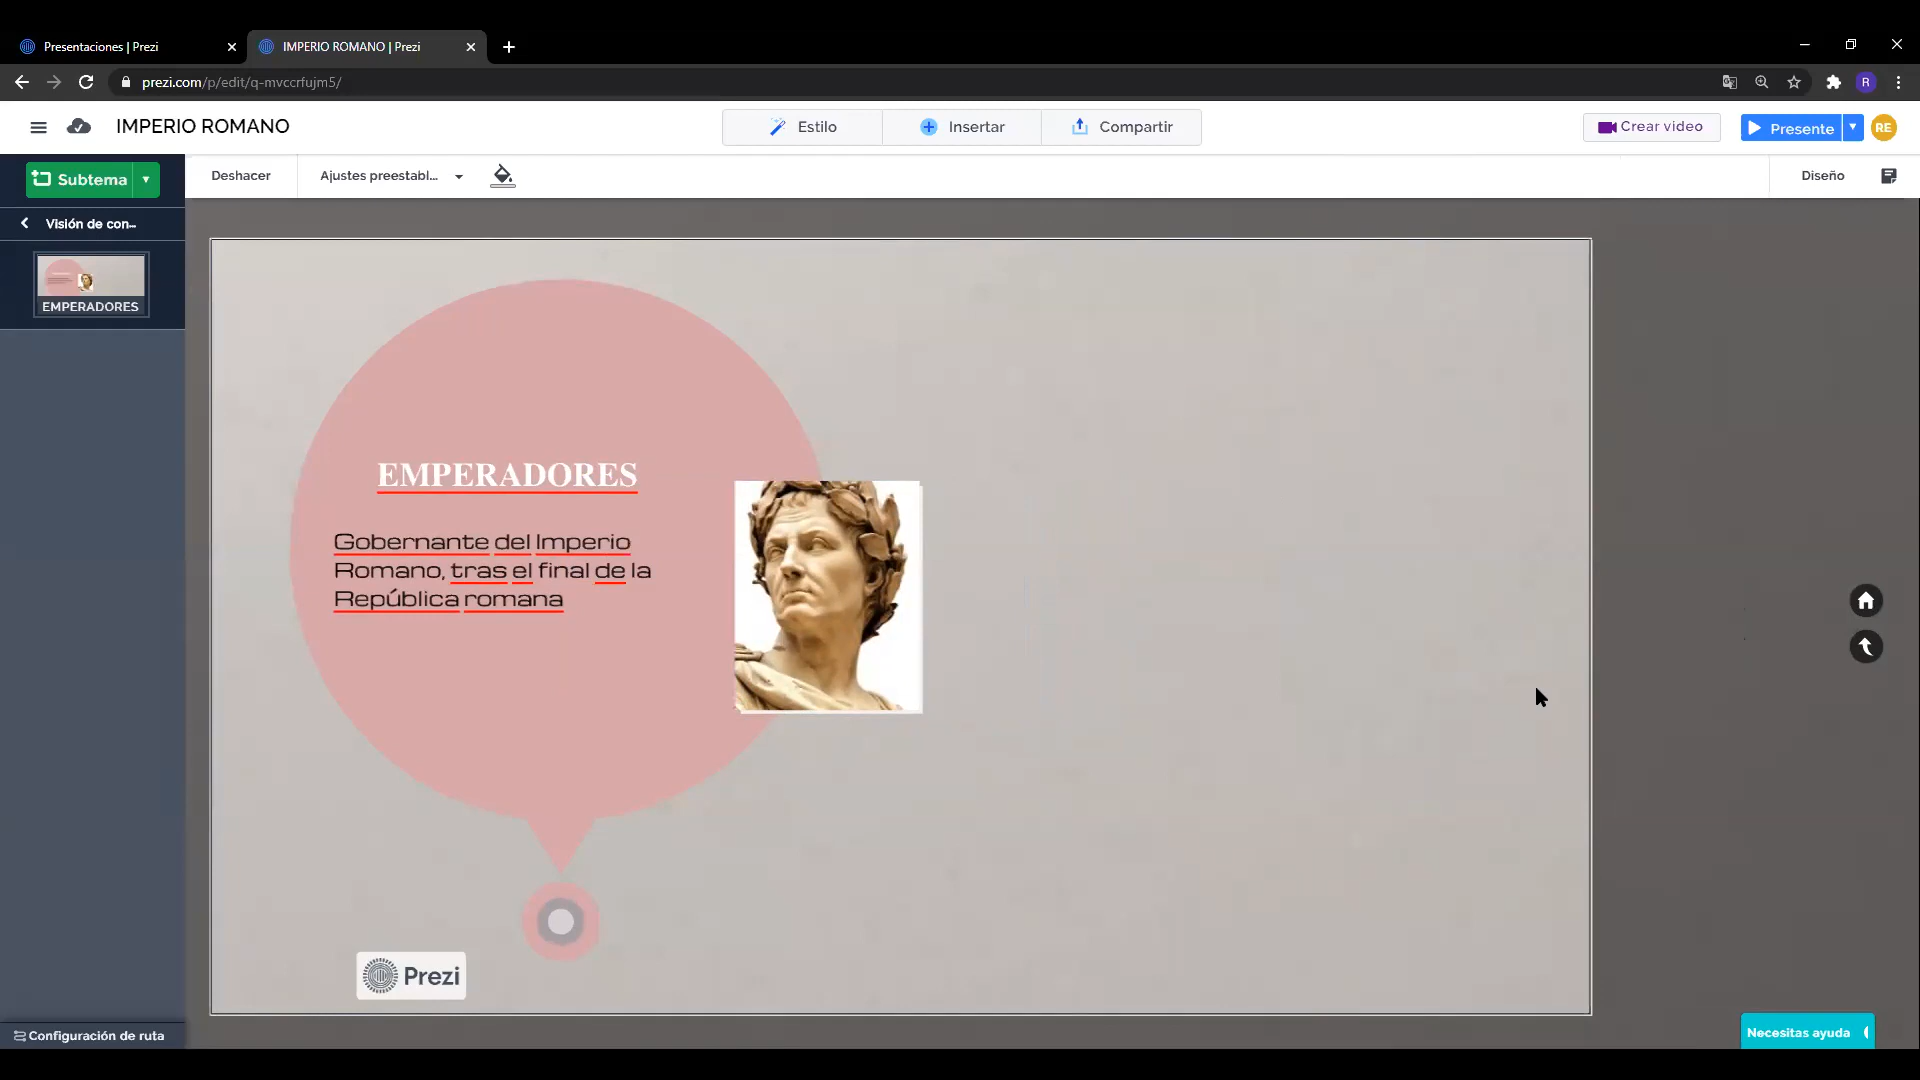 Presentaciones | Prezi
IMPERIO ROMANO | Prezi
prezi.com/p/edit/q-mvccrfujm5/
R
IMPERIO ROMANO
Estilo
Insertar
Compartir
Crear video
Presente
RE
Subtema
Deshacer
Ajustes preestabl...
Diseño
Visión de con...
EMPERADORES
EMPERADORES
Gobernante del Imperio
Romano, tras el final de la
República romana
Prezi
Configuración de ruta
Necesitas ayuda